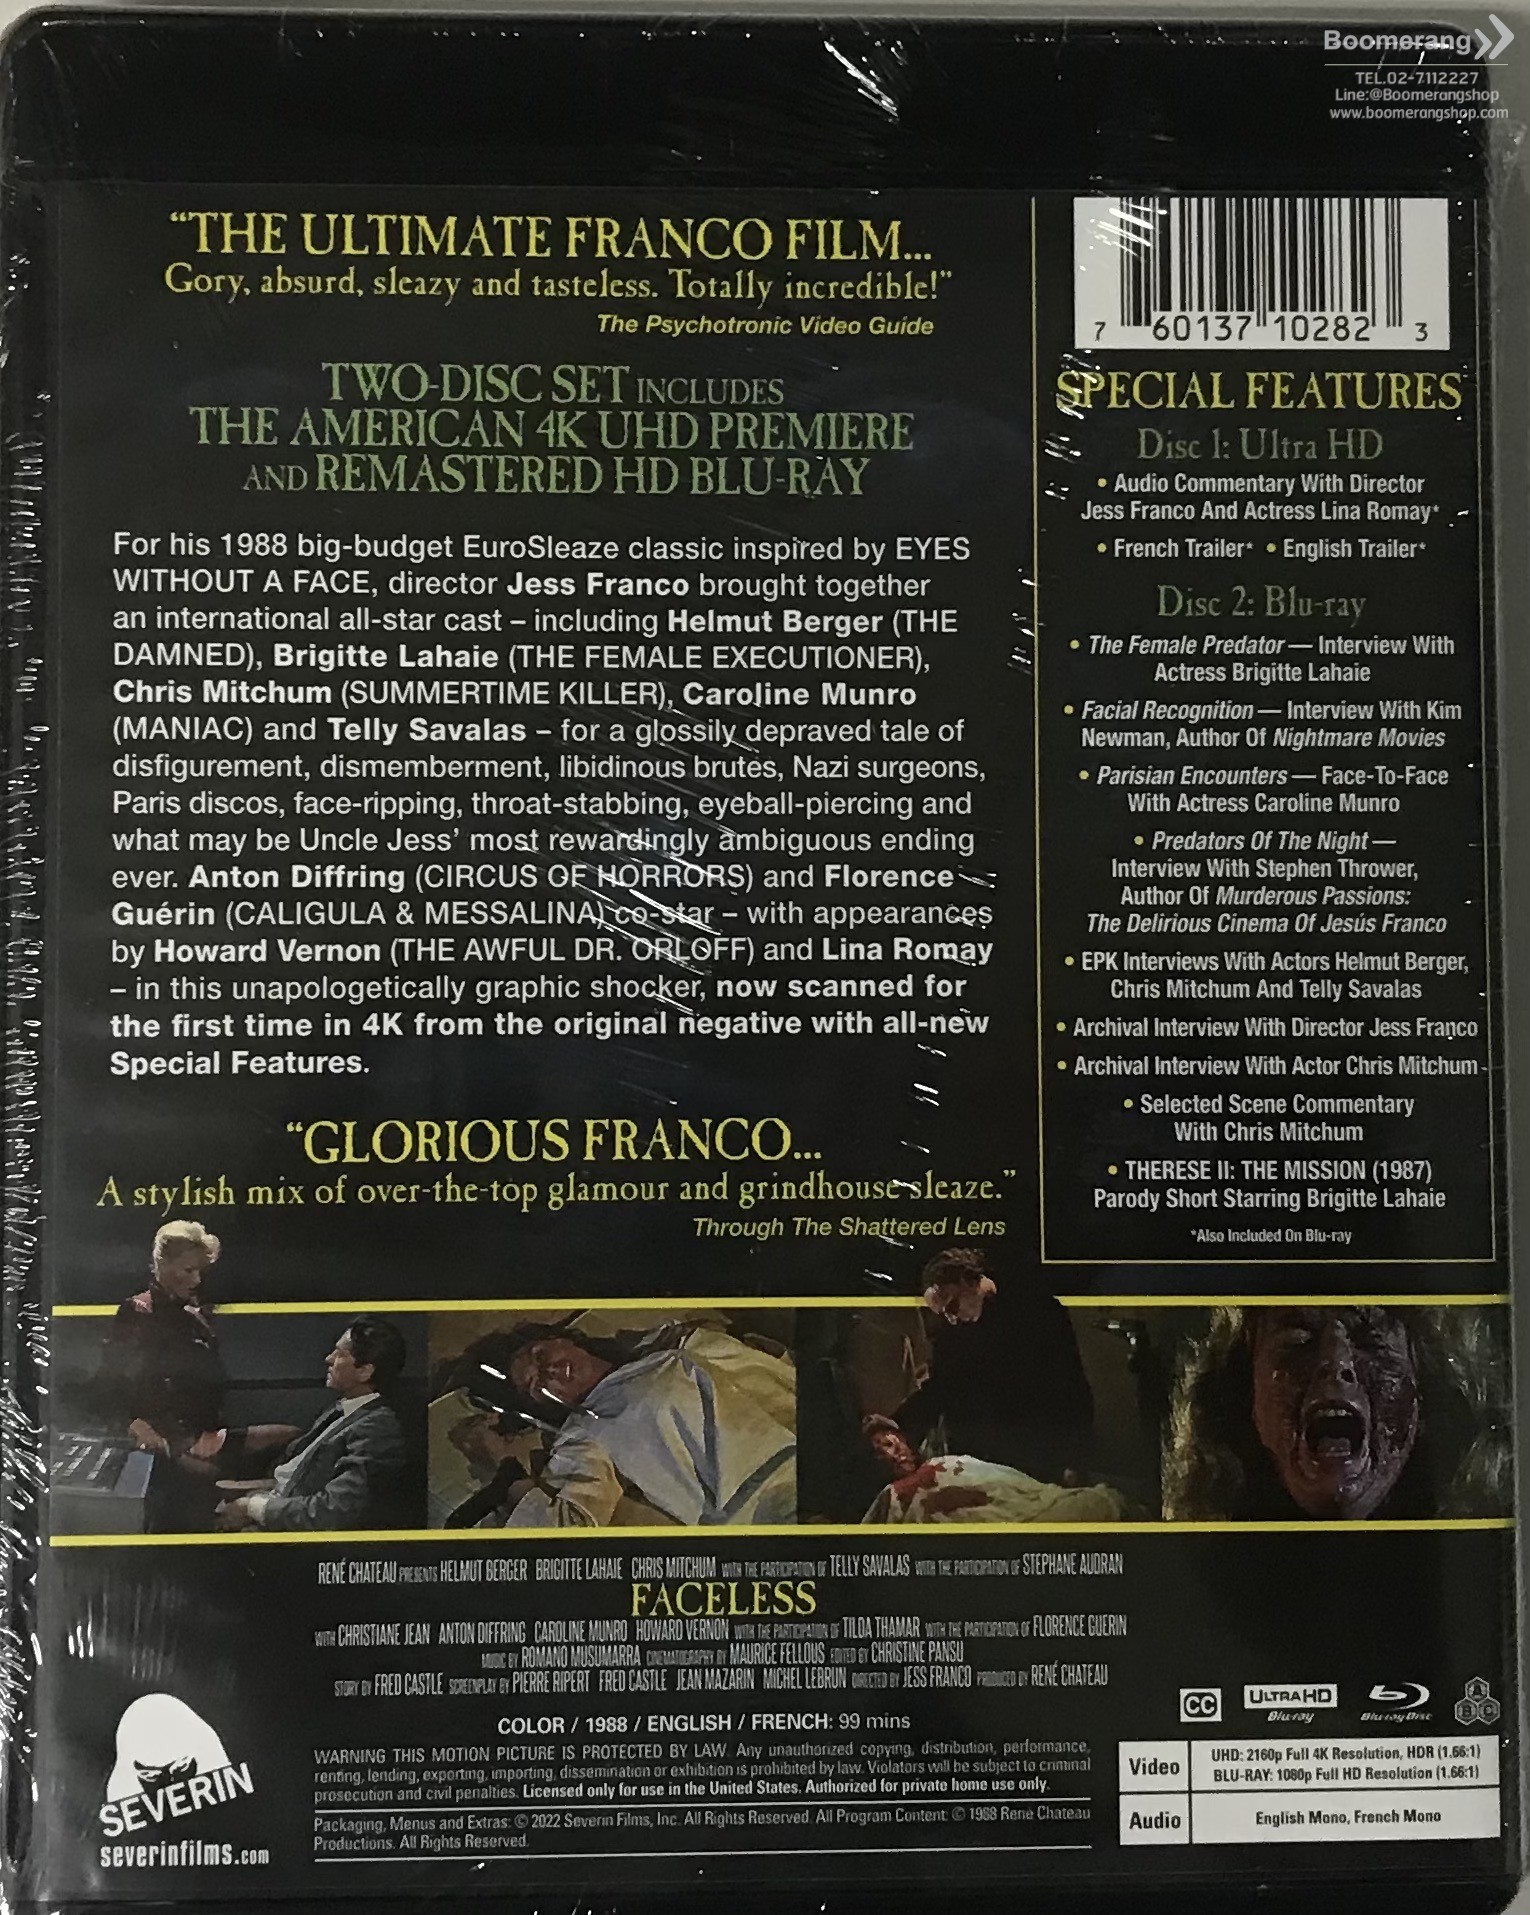 Boomerang
TEL.02-7112227
Line:@Boomerangshop
www.boomerangshop.com
“THE ULTIMATE FRANCO FILM...
Gory, absurd, sleazy and tasteless. Totally incredible!”
The Psychotronic Video Guide
TWO-DISC SET INCLUDES
THE AMERICAN 4K UHD PREMIERE
AND REMASTERED HD BLU-RAY
For his 1988 big-budget EuroSleaze classic inspired by EYES
WITHOUT A FACE, director Jess Franco brought together
an international all-star cast – including Helmut Berger (THE
DAMNED), Brigitte Lahaie (THE FEMALE EXECUTIONER),
Chris Mitchum (SUMMERTIME KILLER), Caroline Munro
(MANIAC) and Telly Savalas – for a glossily depraved tale of
disfigurement, dismemberment, libidinous brutes, Nazi surgeons,
Paris discos, face-ripping, throat-stabbing, eyeball-piercing and
what may be Uncle Jess’ most rewardingly ambiguous ending
ever. Anton Diffring (CIRCUS OF HORRORS) and Florence
Guérin (CALIGULA & MESSALINA) co-star – with appearances
by Howard Vernon (THE AWFUL DR. ORLOFF) and Lina Romay
– in this unapologetically graphic shocker, now scanned for
the first time in 4K from the original negative with all-new
Special Features.
“GLORIOUS FRANCO...
A stylish mix of over-the-top glamour and grindhouse sleaze.”
Through The Shattered Lens
7 60137 10282 3
SPECIAL FEATURES
Disc 1: Ultra HD
• Audio Commentary With Director
Jess Franco And Actress Lina Romay*
• French Trailer* • English Trailer*
Disc 2: Blu-ray
• The Female Predator — Interview With
Actress Brigitte Lahaie
• Facial Recognition — Interview With Kim
Newman, Author Of Nightmare Movies
• Parisian Encounters — Face-To-Face
With Actress Caroline Munro
• Predators Of The Night —
Interview With Stephen Thrower,
Author Of Murderous Passions:
The Delirious Cinema Of Jesús Franco
• EPK Interviews With Actors Helmut Berger,
Chris Mitchum And Telly Savalas
• Archival Interview With Director Jess Franco
• Archival Interview With Actor Chris Mitchum
• Selected Scene Commentary
With Chris Mitchum
• THERESE II: THE MISSION (1987)
Parody Short Starring Brigitte Lahaie
*Also Included On Blu-ray
RENÉ CHATEAU PRESENTS HELMUT BERGER BRIGITTE LAHAIE CHRIS MITCHUM WITH THE PARTICIPATION OF TELLY SAVALAS WITH THE PARTICIPATION OF STEPHANE AUDRAN
FACELESS
WITH CHRISTIANE JEAN ANTON DIFFRING CAROLINE MUNRO HOWARD VERNON WITH THE PARTICIPATION OF TILDA THAMAR WITH THE PARTICIPATION OF FLORENCE GUERIN
MUSIC BY ROMANO MUSUMARRA CINEMATOGRAPHY BY MAURICE FELLOUS EDITED BY CHRISTINE PANSU
STORY BY FRED CASTLE SCREENPLAY BY PIERRE RIPERT FRED CASTLE JEAN MAZARIN MICHEL LEBRUN DIRECTED BY JESS FRANCO PRODUCED BY RENÉ CHATEAU
COLOR / 1988 / ENGLISH / FRENCH: 99 mins
WARNING THIS MOTION PICTURE IS PROTECTED BY LAW. Any unauthorized copying, distribution, performance,
renting, lending, exporting, importing, dissemination or exhibition is prohibited by law. Violators will be subject to criminal
prosecution and civil penalties. Licensed only for use in the United States. Authorized for private home use only.
Packaging, Menus and Extras: © 2022 Severin Films, Inc. All Rights Reserved. All Program Content: © 1988 René Chateau
Productions. All Rights Reserved.
SEVERIN
severinfilms.com
CC
ULTRA HD
Blu-ray
Blu-ray Disc
A
B C
Video
UHD: 2160p Full 4K Resolution, HDR (1.66:1)
BLU-RAY: 1080p Full HD Resolution (1.66:1)
Audio
English Mono, French Mono